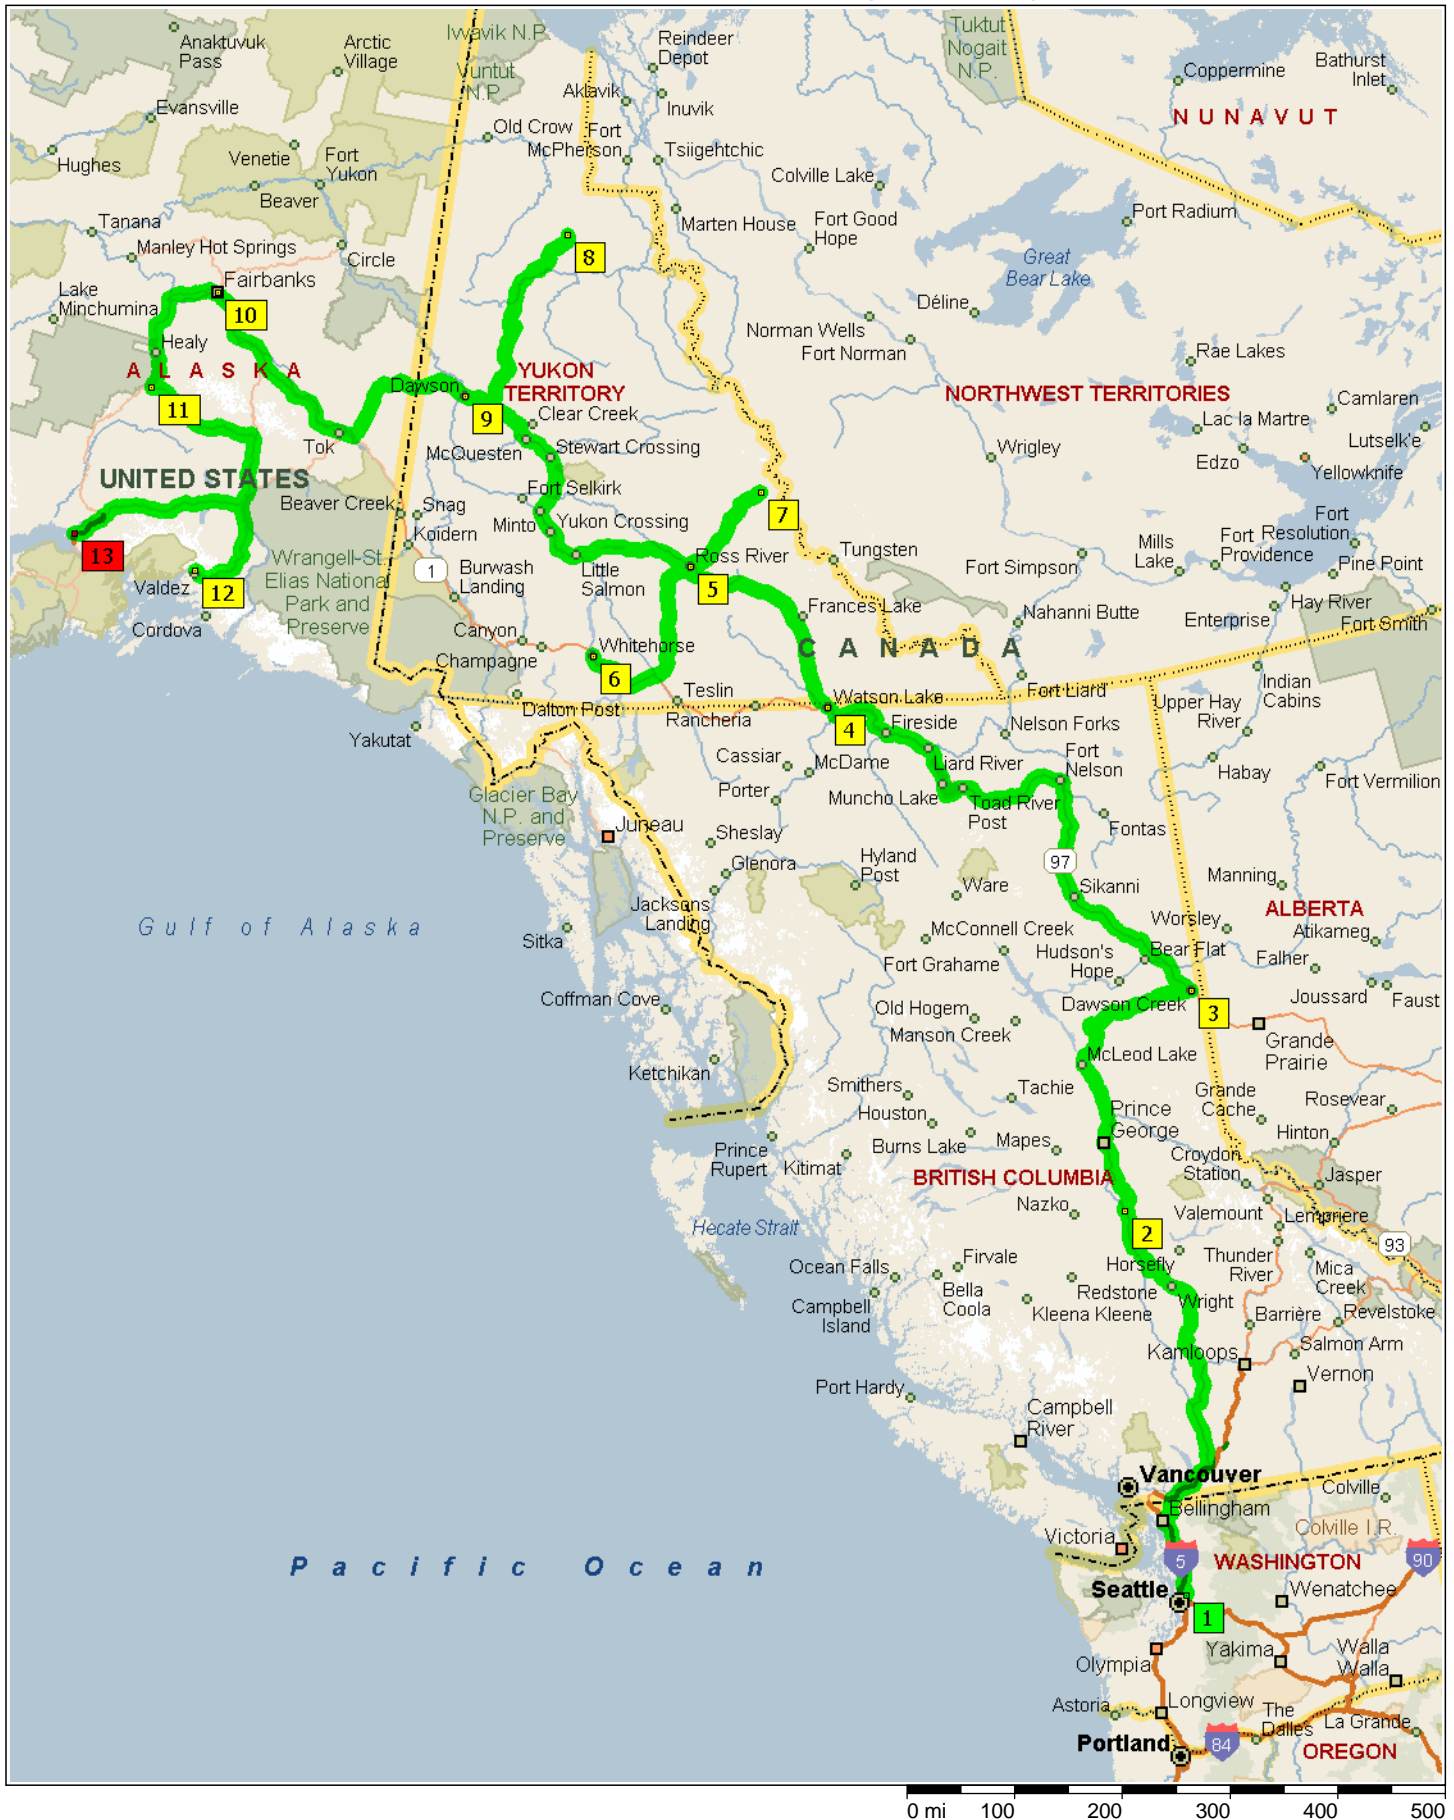 Tuktut
Nogait
N.P.
Iwavik N.P.
Anaktuvuk
Pass
Arctic
Village
Vuntut
N.P.
Reindeer
Depot
Coppermine
Bathurst
Inlet
Aklavik
Inuvik
NUNAVUT
Evansville
Old Crow
Fort
McPherson
Tsiigehtchic
Hughes
Venetie
Fort
Yukon
Beaver
Colville Lake
Tanana
Marten House
Fort Good
Hope
Port Radium
Manley Hot Springs
Circle
Great
Bear Lake
8
Lake
Minchumina
Fairbanks
10
Déline
Norman Wells
Fort Norman
Healy
Rae Lakes
ALASKA
Dawson
YUKON
TERRITORY
NORTHWEST TERRITORIES
Camlaren
11
9
Clear Creek
Lac la Martre
Lutselk'e
Tok
McQuesten
Stewart Crossing
Wrigley
Edzo
Yellowknife
UNITED STATES
Fort Selkirk
Beaver Creek
Snag
Minto
Yukon Crossing
7
Fort
Resolution
Koidern
Mills
Lake
Fort
Providence
13
Wrangell-St.
Elias National
Park and
Preserve
1
Burwash
Landing
Little
Salmon
Ross River
Tungsten
Fort Simpson
Pine Point
Valdez
12
5
Hay River
Cordova
Frances Lake
Nahanni Butte
Enterprise
Fort Smith
Canyon
Whitehorse
CANADA
Champagne
6
Indian
Cabins
Teslin
Watson Lake
Fort Liard
Dalton Post
Rancheria
4
Fireside
Nelson Forks
Upper Hay
River
Yakutat
Cassiar
McDame
Liard River
Fort
Nelson
Habay
Fort Vermilion
Glacier Bay
N.P. and
Preserve
Porter
Muncho Lake
Toad River
Post
Juneau
Sheslay
Fontas
Glenora
Hyland
Post
97
Ware
Sikanni
Manning
Jacksons
Landing
Worsley
ALBERTA
Gulf of Alaska
Sitka
McConnell Creek
Atikameg
Fort Grahame
Hudson's
Hope
Bear Flat
Falher
Coffman Cove
Old Hogem
Dawson Creek
3
Joussard
Faust
Manson Creek
Grande
Prairie
Ketchikan
McLeod Lake
Smithers
Tachie
Grande
Cache
Rosevear
Houston
Prince
George
Hinton
Prince
Rupert
Kitimat
Burns Lake
Mapes
Croydon
Station
Jasper
BRITISH COLUMBIA
Nazko
Valemount
Lempriere
Hecate Strait
2
93
Ocean Falls
Firvale
Horsefly
Thunder
River
Mica
Creek
Bella
Coola
Redstone
Campbell
Island
Kleena Kleene
Wright
Barrière
Revelstoke
Kamloops
Salmon Arm
Vernon
Port Hardy
Campbell
River
Vancouver
Colville
Bellingham
Colville I.R.
Victoria
Pacific Ocean
5
WASHINGTON
90
Seattle
Wenatchee
1
Olympia
Yakima
Walla
Walla
Astoria
Longview
The
Dalles
La Grande
Portland
84
OREGON
0 mi 100 200 300 400 500